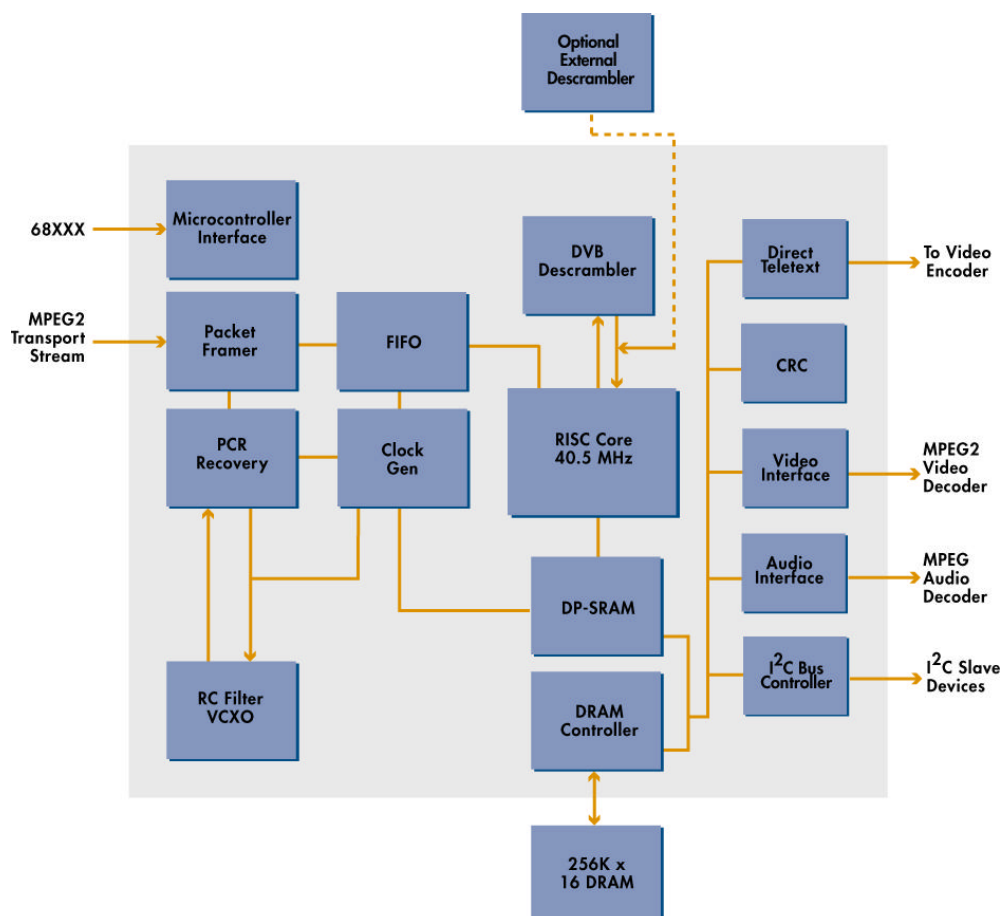 Optional
External
Descrambler
68XXX
Microcontroller
Interface
DVB
Descrambler
Direct
Teletext
To Video
Encoder
MPEG2
Transport
Stream
Packet
Framer
FIFO
CRC
PCR
Recovery
Clock
Gen
RISC Core
40.5 MHz
Video
Interface
MPEG2
Video
Decoder
Audio
Interface
MPEG
Audio
Decoder
DP-SRAM
RC Filter
VCXO
DRAM
Controller
I²C Bus
Controller
I²C Slave
Devices
256K x
16 DRAM